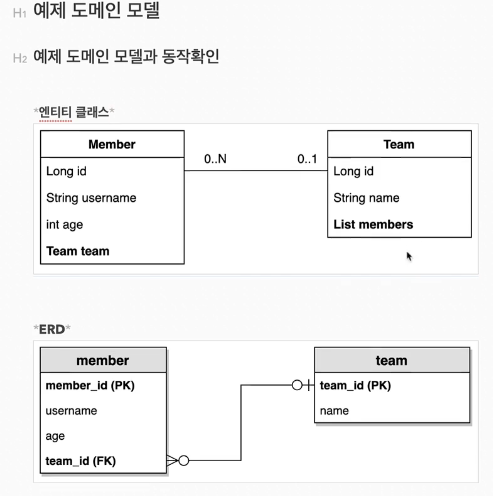 H1 예제 도메인 모델
H2 예제 도메인 모델과 동작확인
*엔티티 클래스*
Member
Long id
String username
int age
Team team
0..N
0..1
Team
Long id
String name
List members
*ERD*
member
member_id (PK)
username
age
team_id (FK)
team
team_id (PK)
name